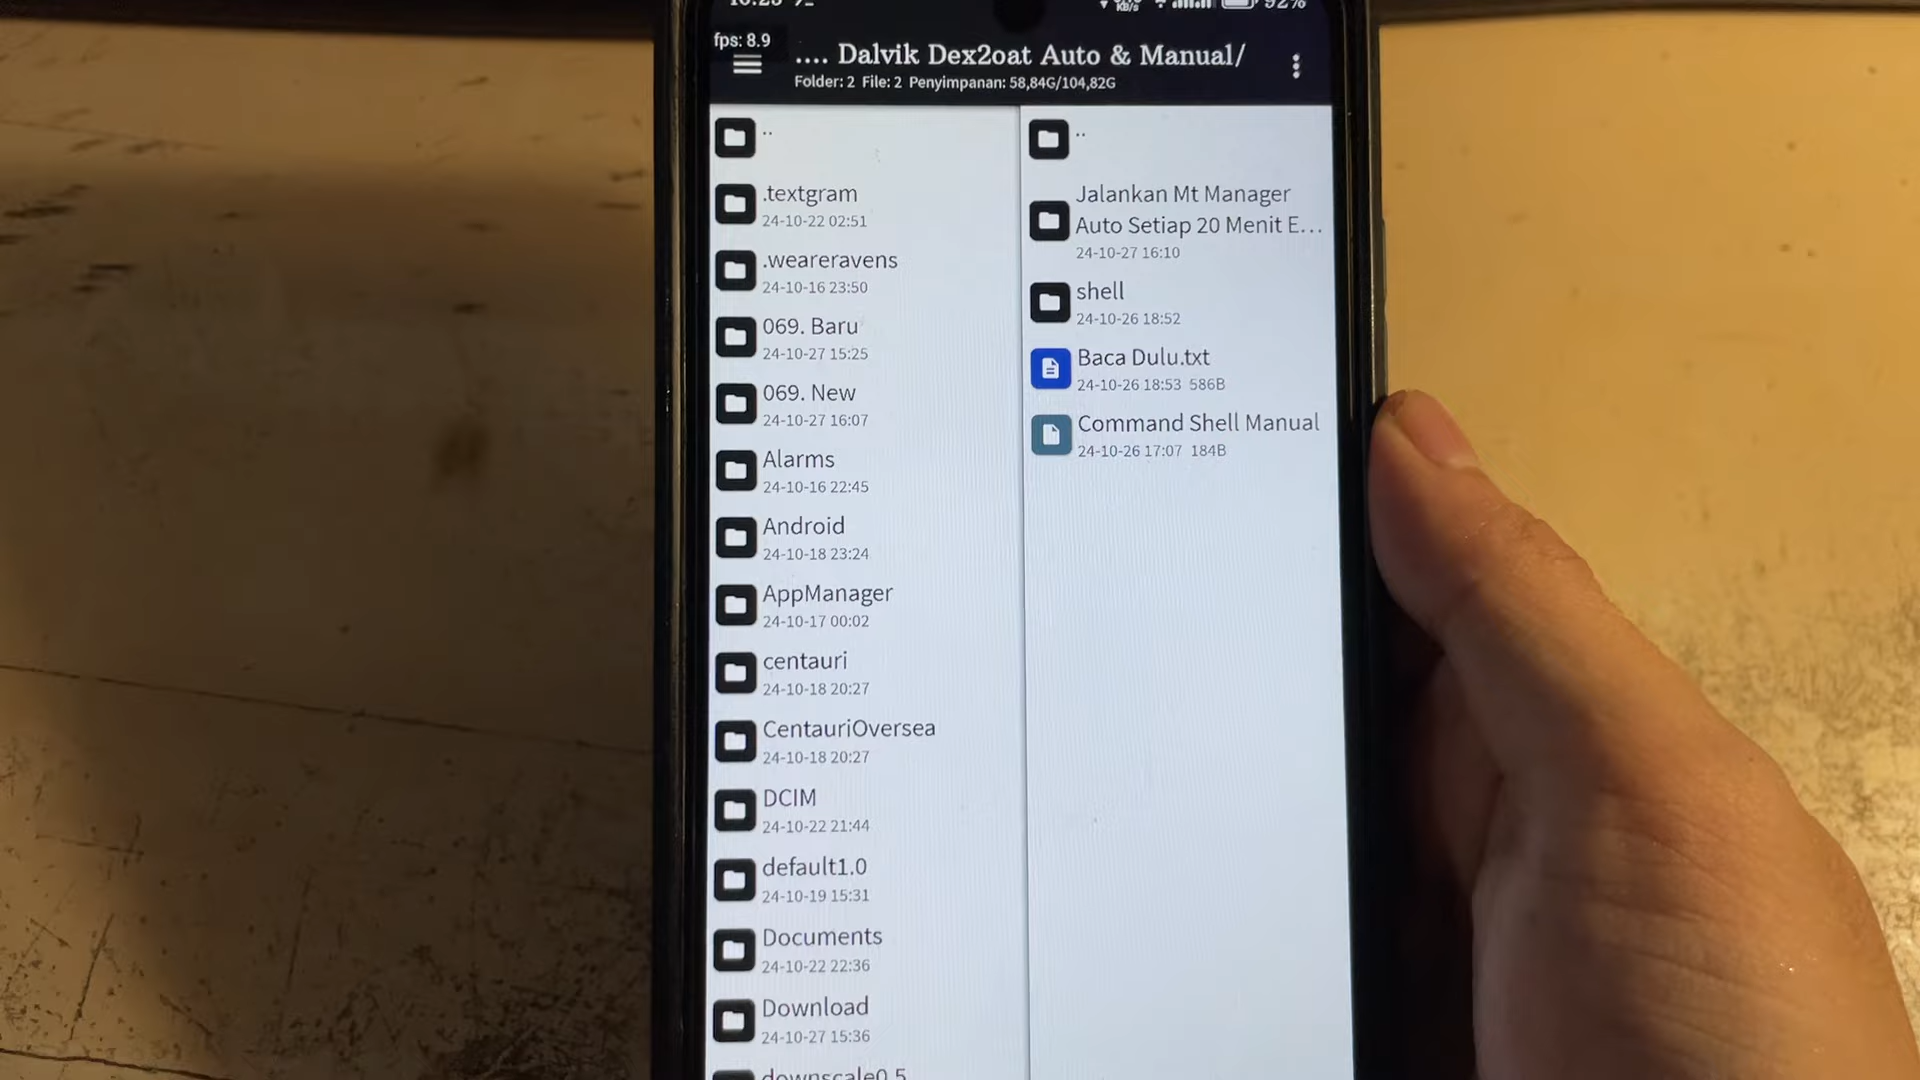 KB/s
92%
fps: 8.9
.... Dalvik Dex2oat Auto & Manual/
Folder: 2 File: 2 Penyimpanan: 58,84G/104,82G
..
.textgram
24-10-22 02:51
.weareravens
24-10-16 23:50
069. Baru
24-10-27 15:25
069. New
24-10-27 16:07
Alarms
24-10-16 22:45
Android
24-10-18 23:24
AppManager
24-10-17 00:02
centauri
24-10-18 20:27
CentauriOversea
24-10-18 20:27
DCIM
24-10-22 21:44
default1.0
24-10-19 15:31
Documents
24-10-22 22:36
Download
24-10-27 15:36
downscale0.5
..
Jalankan Mt Manager
Auto Setiap 20 Menit E...
24-10-27 16:10
shell
24-10-26 18:52
Baca Dulu.txt
24-10-26 18:53 586B
Command Shell Manual
24-10-26 17:07 184B